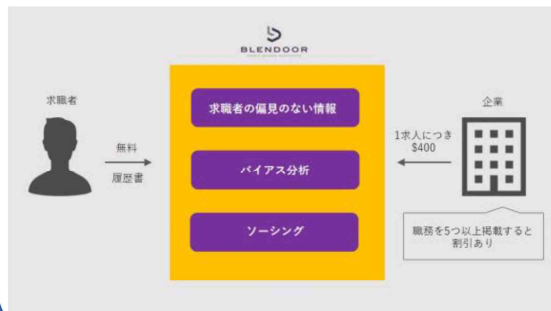 BLENDOOR
求職者
無料
履歴書
求職者の偏見のない情報
バイアス分析
ソーシング
企業
1求人につき
$400
職務を5つ以上掲載すると
割引あり